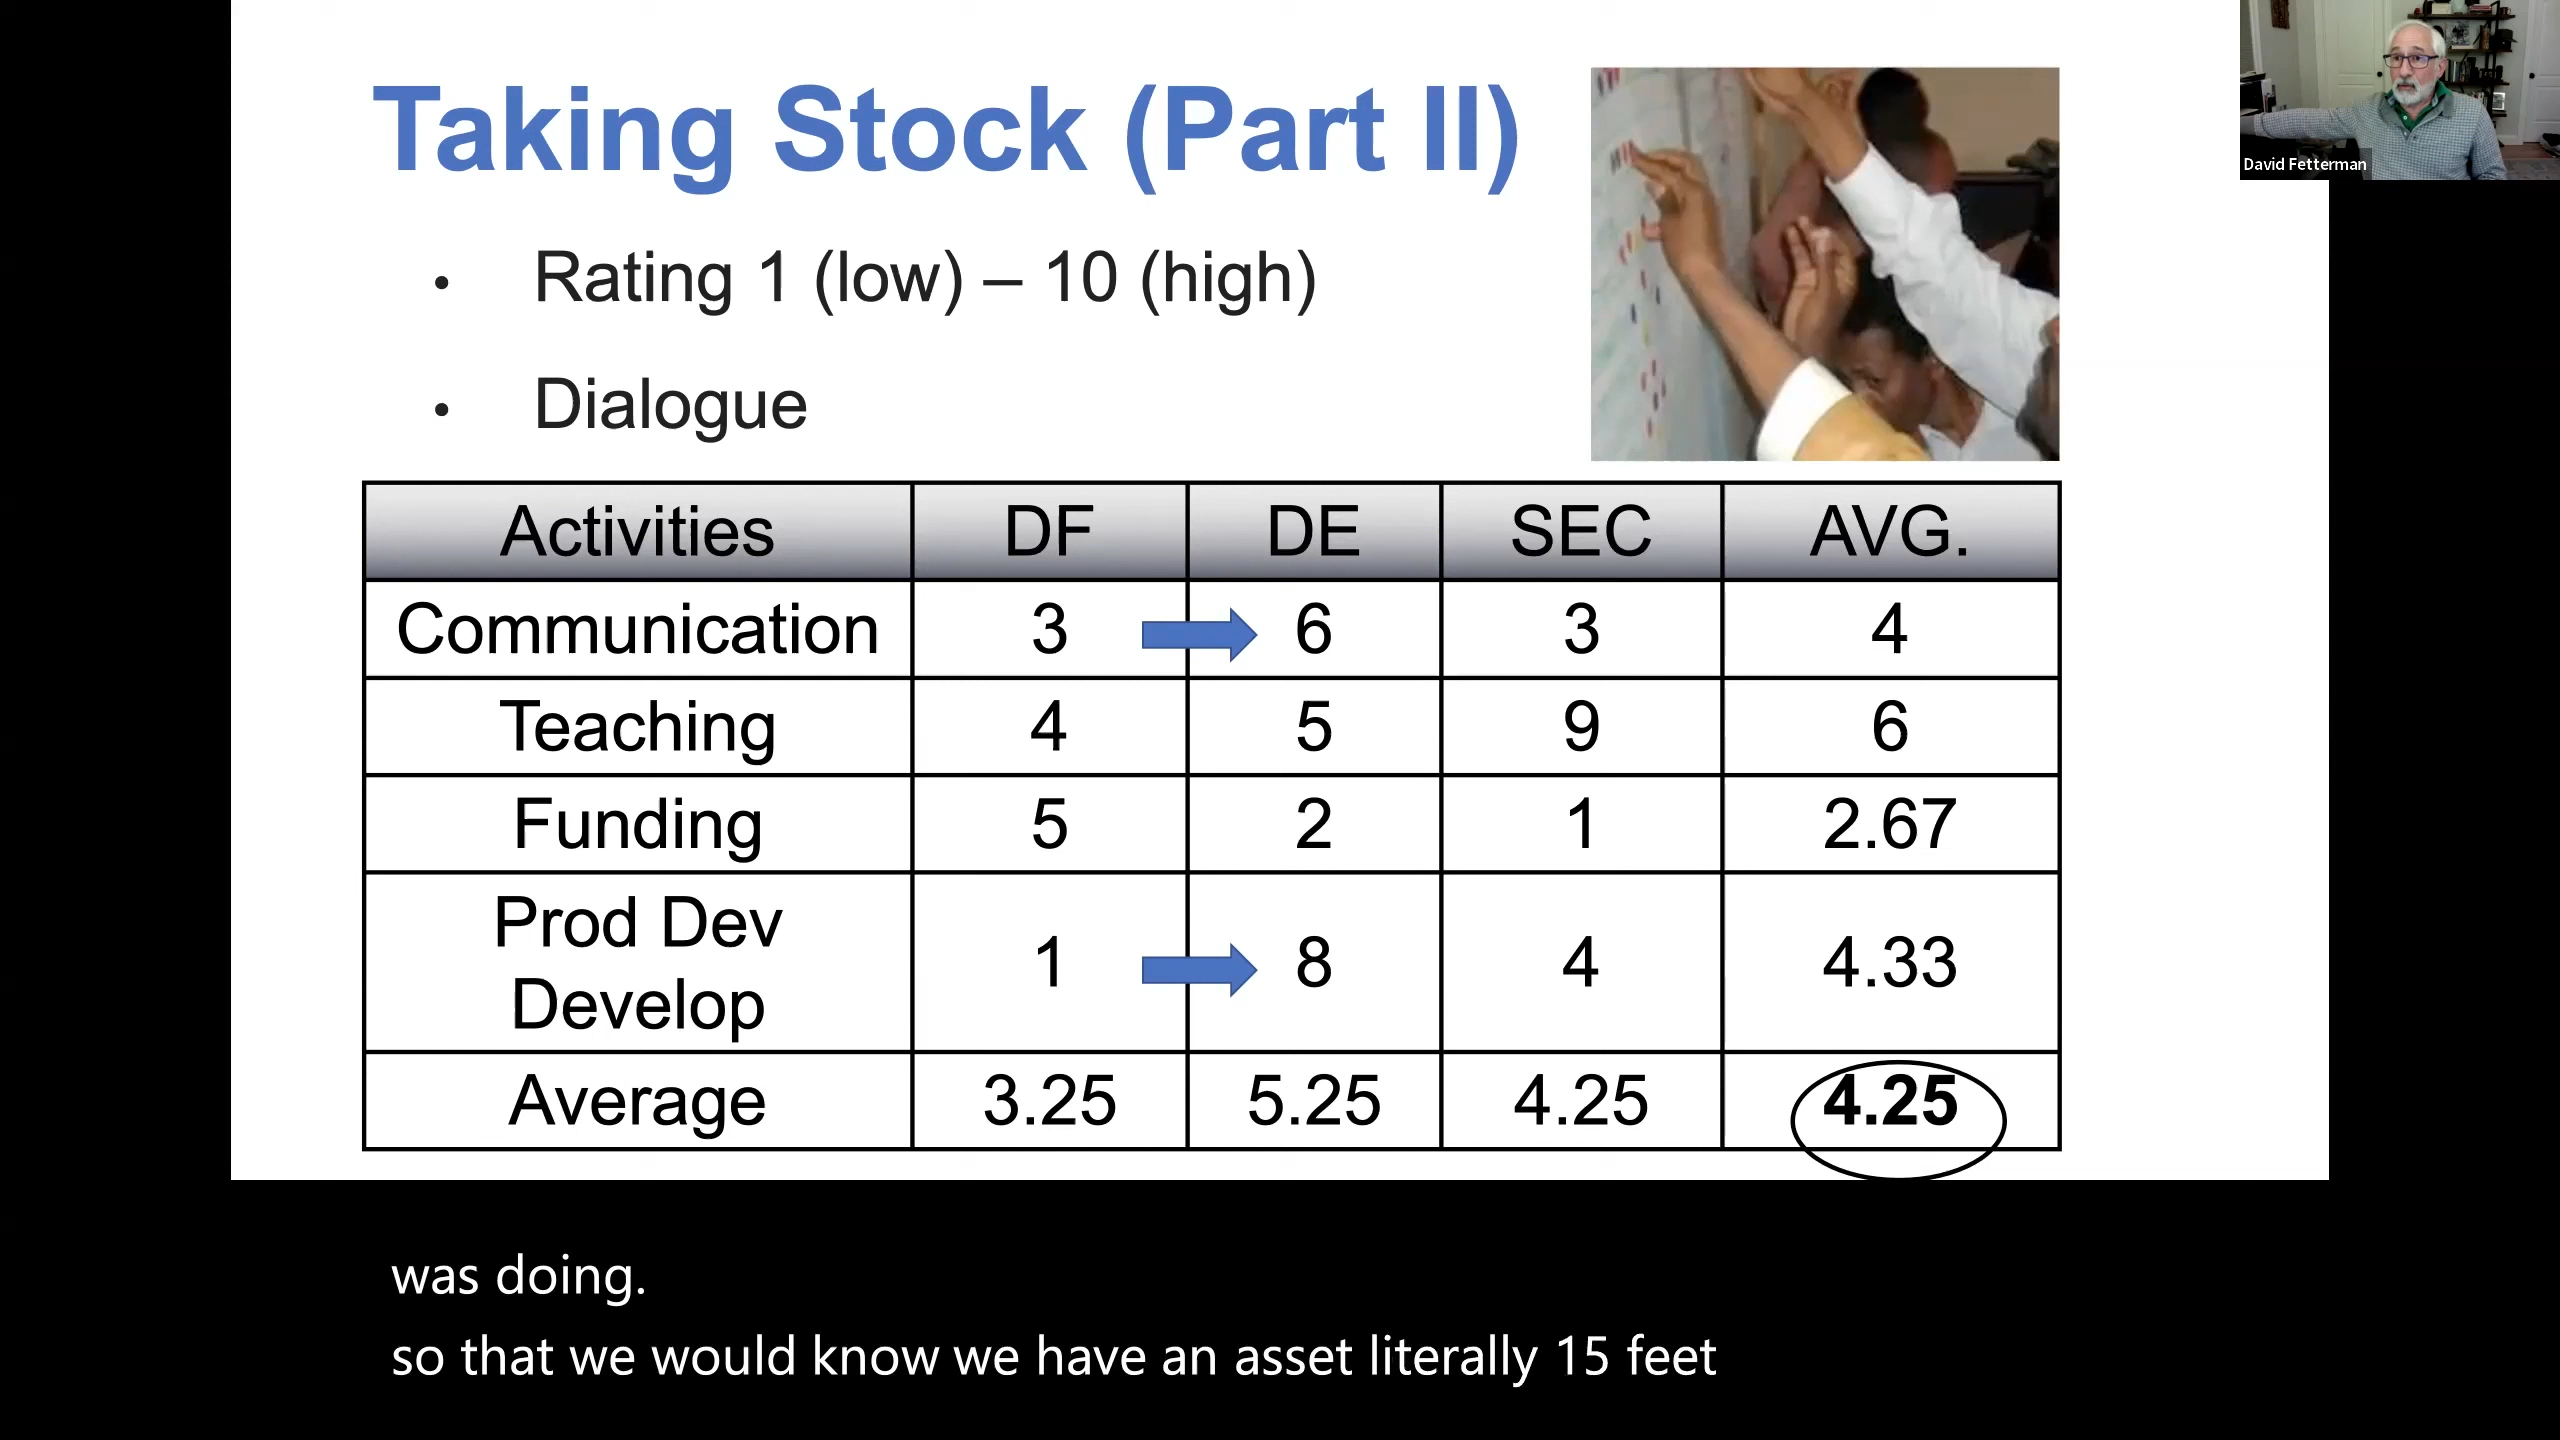 Taking Stock (Part II)
• Rating 1 (low) – 10 (high)
• Dialogue
Activities DF DE SEC AVG.
Communication 3 6 3 4
Teaching 4 5 9 6
Funding 5 2 1 2.67
Prod Dev
Develop 1 8 4 4.33
Average 3.25 5.25 4.25 4.25
David Fetterman
was doing.
so that we would know we have an asset literally 15 feet